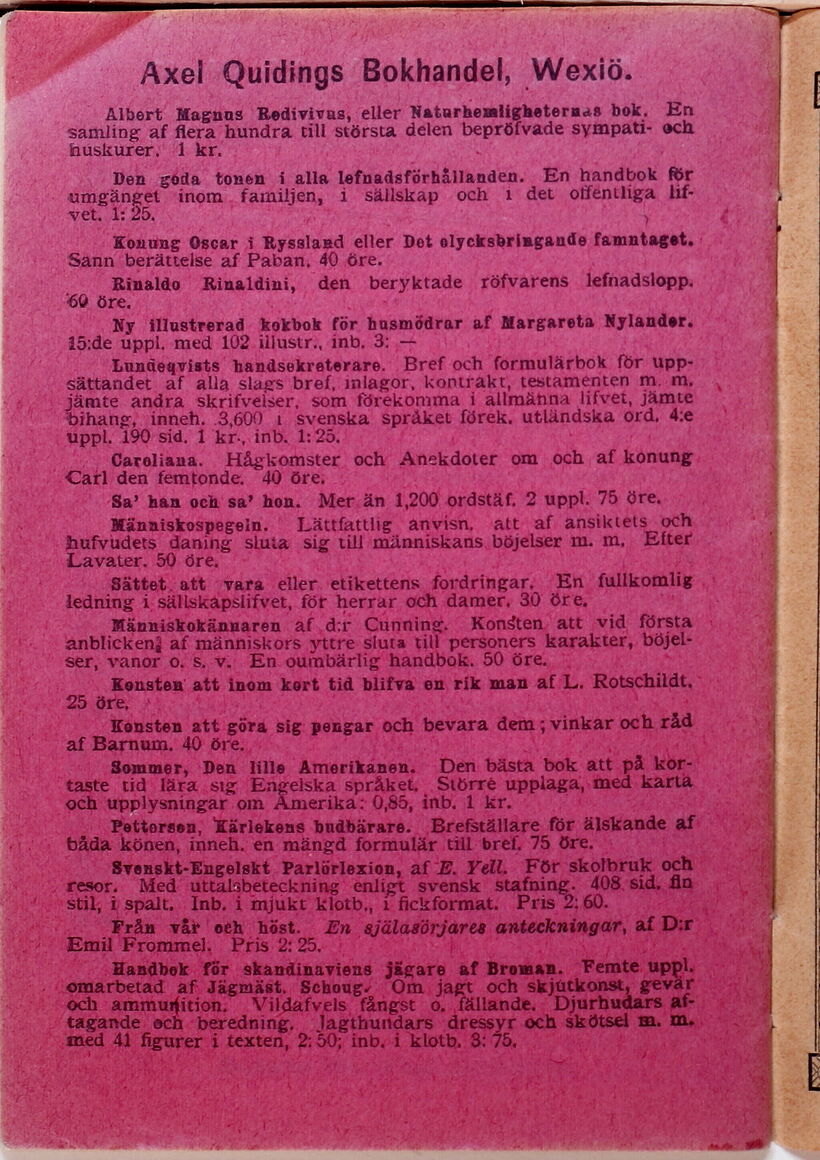 Axel Quidings Bokhandel, Wexiö.
Albert Magnus Redivivus, eller Naturhemligheternas bok. En
samling af flera hundra till största delen bepröfvade sympati- och
huskurer. 1 kr.
Den goda tonen i alla lefnadsförhållanden. En handbok för
umgänget inom familjen, i sällskap och i det offentliga lif-
vet. 1: 25.
Konung Oscar i Ryssland eller Det olycksbringande famntaget.
Sann berättelse af Paban. 40 öre.
Rinaldo Rinaldini, den beryktade röfvarens lefnadslopp.
60 öre.
Ny illustrerad kokbok för husmödrar af Margareta Nylander.
15:de uppl. med 102 illustr., inb. 3: —
Lundeqvists handsekreterare. Bref och formulärbok för upp-
sättandet af alla slags bref, inlagor, kontrakt, testamenten m. m.
jämte andra skrifvelser, som förekomma i allmänna lifvet, jämte
bihang, inneh. 3,600 i svenska språket förek. utländska ord. 4:e
uppl. 190 sid. 1 kr., inb. 1: 25.
Caroliana. Hågkomster och Anekdoter om och af konung
Carl den femtonde. 40 öre.
Sa' han och sa' hon. Mer än 1,200 ordstäf. 2 uppl. 75 öre.
Människospegeln. Lättfattlig anvisn. att af ansiktets och
hufvudets daning sluta sig till människans böjelser m. m. Efter
Lavater. 50 öre.
Sättet att vara eller etikettens fordringar. En fullkomlig
ledning i sällskapslifvet, för herrar och damer. 30 öre.
Människokännaren af d:r Cunning. Konsten att vid första
anblicken af människors yttre sluta till personers karakter, böjel-
ser, vanor o. s. v. En oumbärlig handbok. 50 öre.
Konsten att inom kort tid blifva en rik man af L. Rotschildt.
25 öre.
Konsten att göra sig pengar och bevara dem; vinkar och råd
af Barnum. 40 öre.
Sommer, Den lille Amerikanen. Den bästa bok att på kor-
taste tid lära sig Engelska språket. Större upplaga, med karta
och upplysningar om Amerika: 0,85, inb. 1 kr.
Petterson, Kärlekens budbärare. Brefställare för älskande af
båda könen, inneh. en mängd formulär till bref. 75 öre.
Svenskt-Engelskt Parlörlexion, af E. Yell. För skolbruk och
resor. Med uttalsbeteckning enligt svensk stafning. 408 sid. fin
stil, i spalt. Inb. i mjukt klotb., i fickformat. Pris 2: 60.
Från vår och höst. En själasörjares anteckningar, af D:r
Emil Frommel. Pris 2: 25.
Handbok för skandinaviens jägare af Broman. Femte uppl.
omarbetad af Jägmäst. Schoug. Om jagt och skjutkonst, gevär
och ammunition. Vildafvels fångst o. fällande. Djurhudars af-
tagande och beredning. Jagthundars dressyr och skötsel m. m.
med 41 figurer i texten, 2: 50; inb. i klotb. 3: 75.